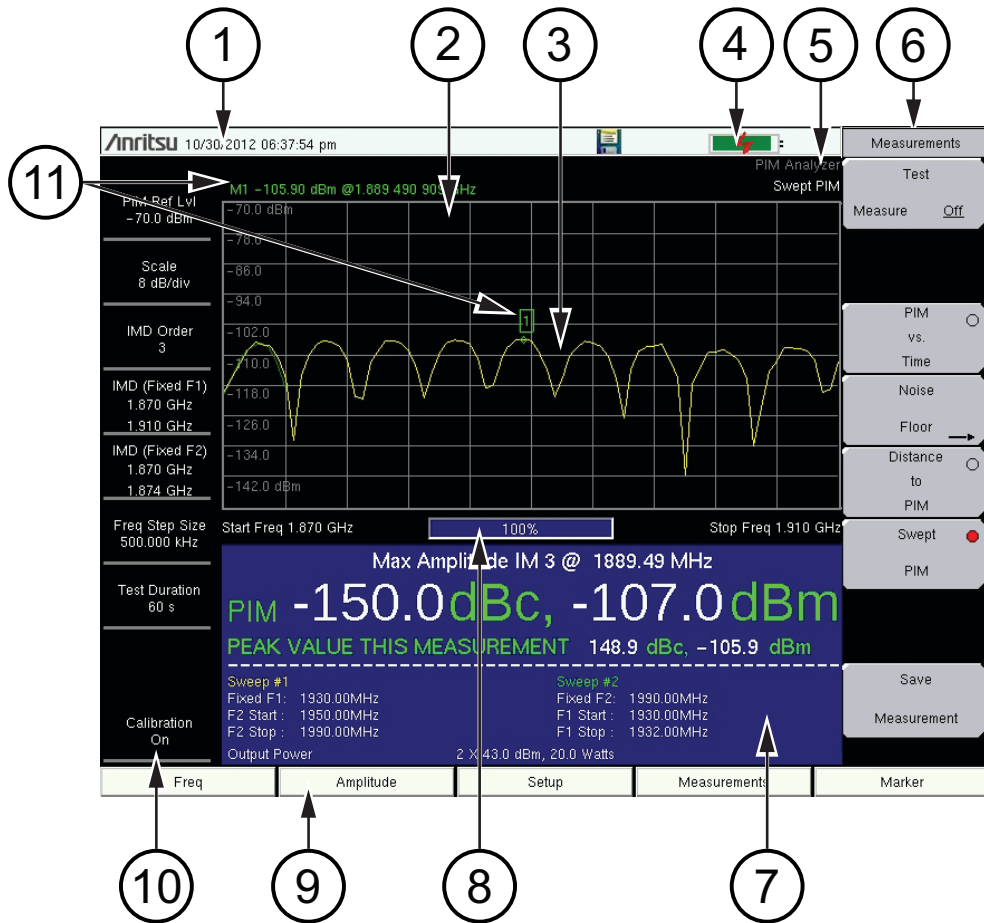 1
2
3
4
5
6
11
Anritsu 10/30/2012 06:37:54 pm
PIM Analyzer
Swept PIM
M1 -105.90 dBm @1.889 490 909 GHz
PIM Ref Lvl
-70.0 dBm
Scale
8 dB/div
IMD Order
3
IMD (Fixed F1)
1.870 GHz
1.910 GHz
IMD (Fixed F2)
1.870 GHz
1.874 GHz
Freq Step Size
500.000 kHz
Test Duration
60 s
Calibration
On
-70.0 dBm
-78.0
-86.0
-94.0
-102.0
-110.0
-118.0
-126.0
-134.0
-142.0 dBm
1
Start Freq 1.870 GHz
100%
Stop Freq 1.910 GHz
Max Amplitude IM 3 @ 1889.49 MHz
PIM -150.0 dBc, -107.0 dBm
PEAK VALUE THIS MEASUREMENT 148.9 dBc, -105.9 dBm
Sweep #1
Fixed F1: 1930.00MHz
F2 Start : 1950.00MHz
F2 Stop : 1990.00MHz
Sweep #2
Fixed F2: 1990.00MHz
F1 Start : 1930.00MHz
F1 Stop : 1932.00MHz
Output Power 2 X 43.0 dBm, 20.0 Watts
Measurements
Test
Measure Off
PIM
vs.
Time
Noise
Floor
Distance
to
PIM
Swept
PIM
Save
Measurement
Freq Amplitude Setup Measurements Marker
10
9
8
7